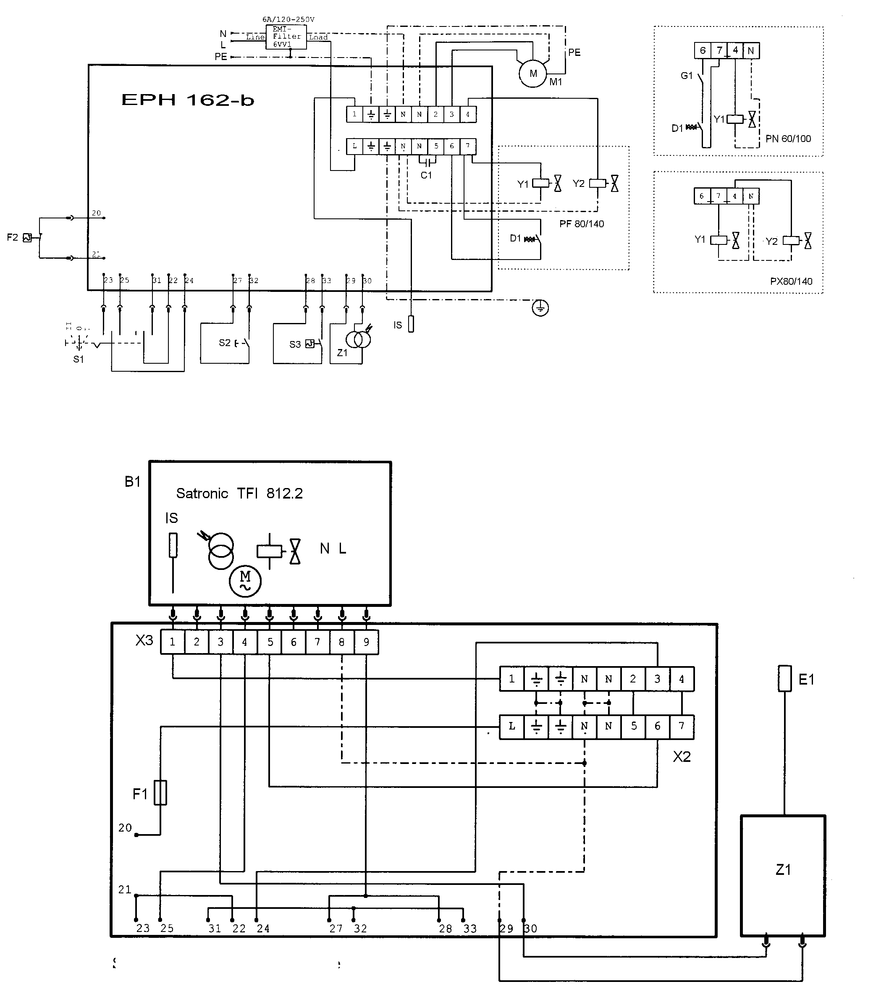 6A/120-250V
N
Line
EMI-
Filter
6VV1
Load
L
PE
PE
M
M1
EPH 162-b
1 N N 2 3 4
L N N 5 6 7
C1
Y1
Y2
PF 80/140
D1
20
F2
21
23 25 31 22 24 27 32 28 33 29 30
S1
S2
S3
Z1
IS
6 7 4 N
G1
D1
Y1
PN 60/100
6 7 4 N
Y1
Y2
PX80/140
B1
Satronic TFI 812.2
IS
N L
M
~
X3
1 2 3 4 5 6 7 8 9
1 N N 2 3 4
L N N 5 6 7
X2
E1
F1
20
Z1
21
23 25 31 22 24 27 32 28 33 29 30